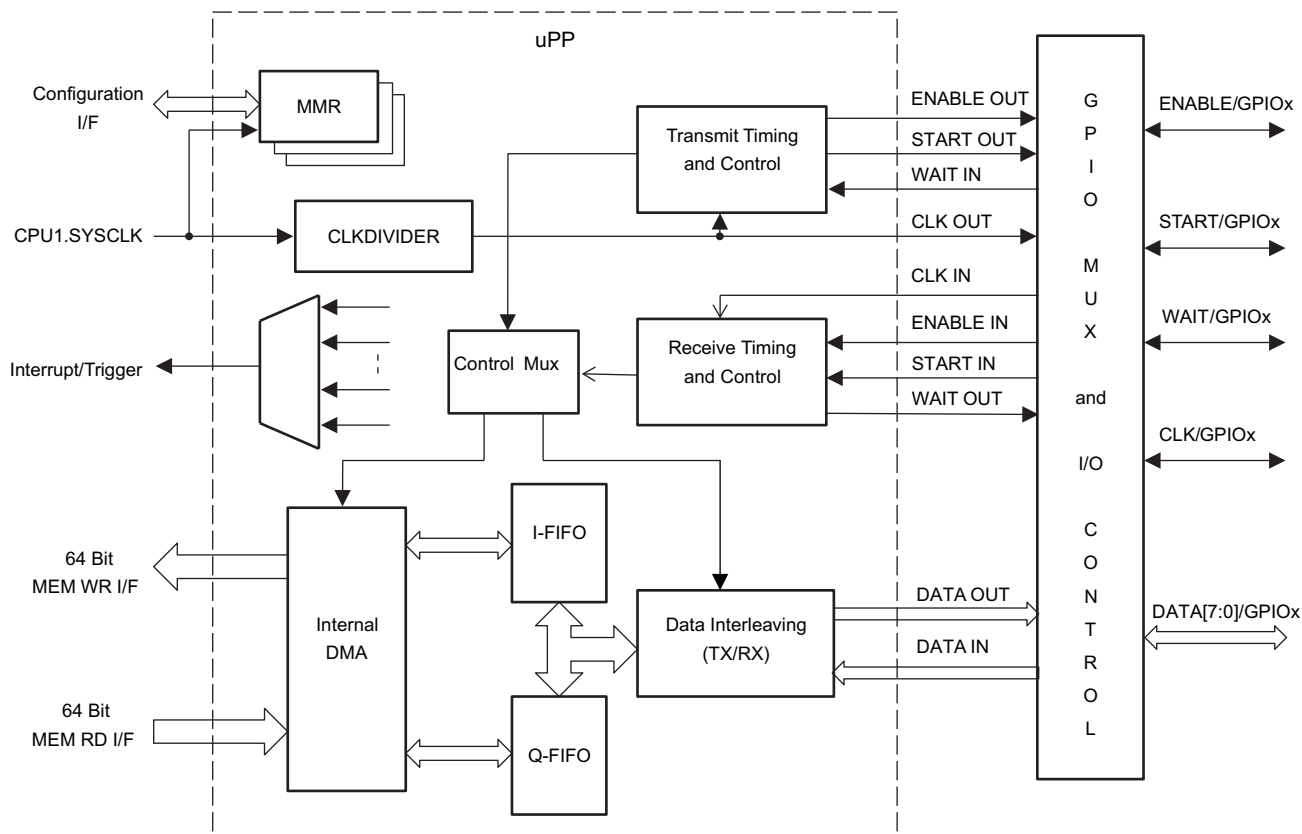 uPP
Configuration
I/F
MMR
CPU1.SYSCLK
CLKDIVIDER
Transmit Timing
and Control
ENABLE OUT
START OUT
WAIT IN
CLK OUT
CLK IN
ENABLE IN
START IN
WAIT OUT
Interrupt/Trigger
Control Mux
Receive Timing
and Control
64 Bit
MEM WR I/F
64 Bit
MEM RD I/F
Internal
DMA
I-FIFO
Q-FIFO
Data Interleaving
(TX/RX)
DATA OUT
DATA IN
G
P
I
O
M
U
X
and
I/O
C
O
N
T
R
O
L
ENABLE/GPIOx
START/GPIOx
WAIT/GPIOx
CLK/GPIOx
DATA[7:0]/GPIOx